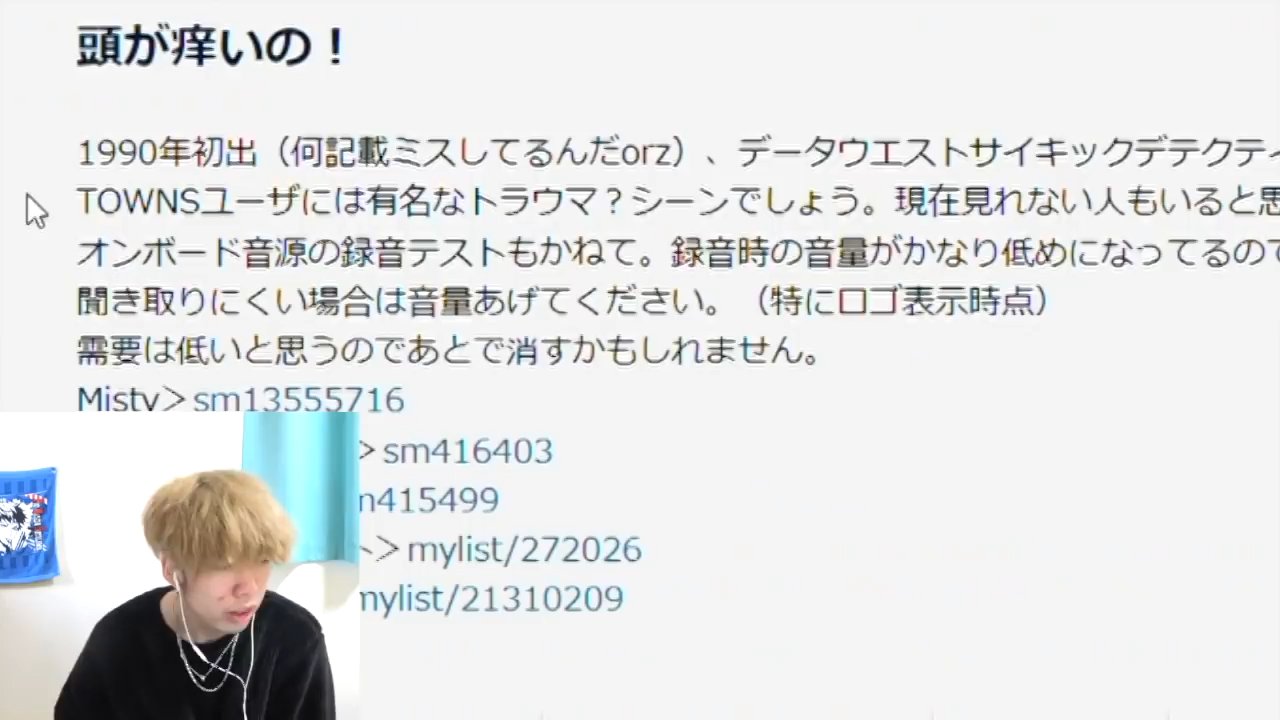 頭が痒いの！
1990年初出（何記載ミスしてるんだorz）、データウエストサイキックデテクティ
TOWNSユーザには有名なトラウマ？シーンでしょう。現在見れない人もいると思
オンボード音源の録音テストもかねて。録音時の音量がかなり低めになってるので
聞き取りにくい場合は音量あげてください。（特にロゴ表示時点）
需要は低いと思うのであとで消すかもしれません。
Misty＞sm13555716
＞sm416403
m415499
＞mylist/272026
mylist/21310209